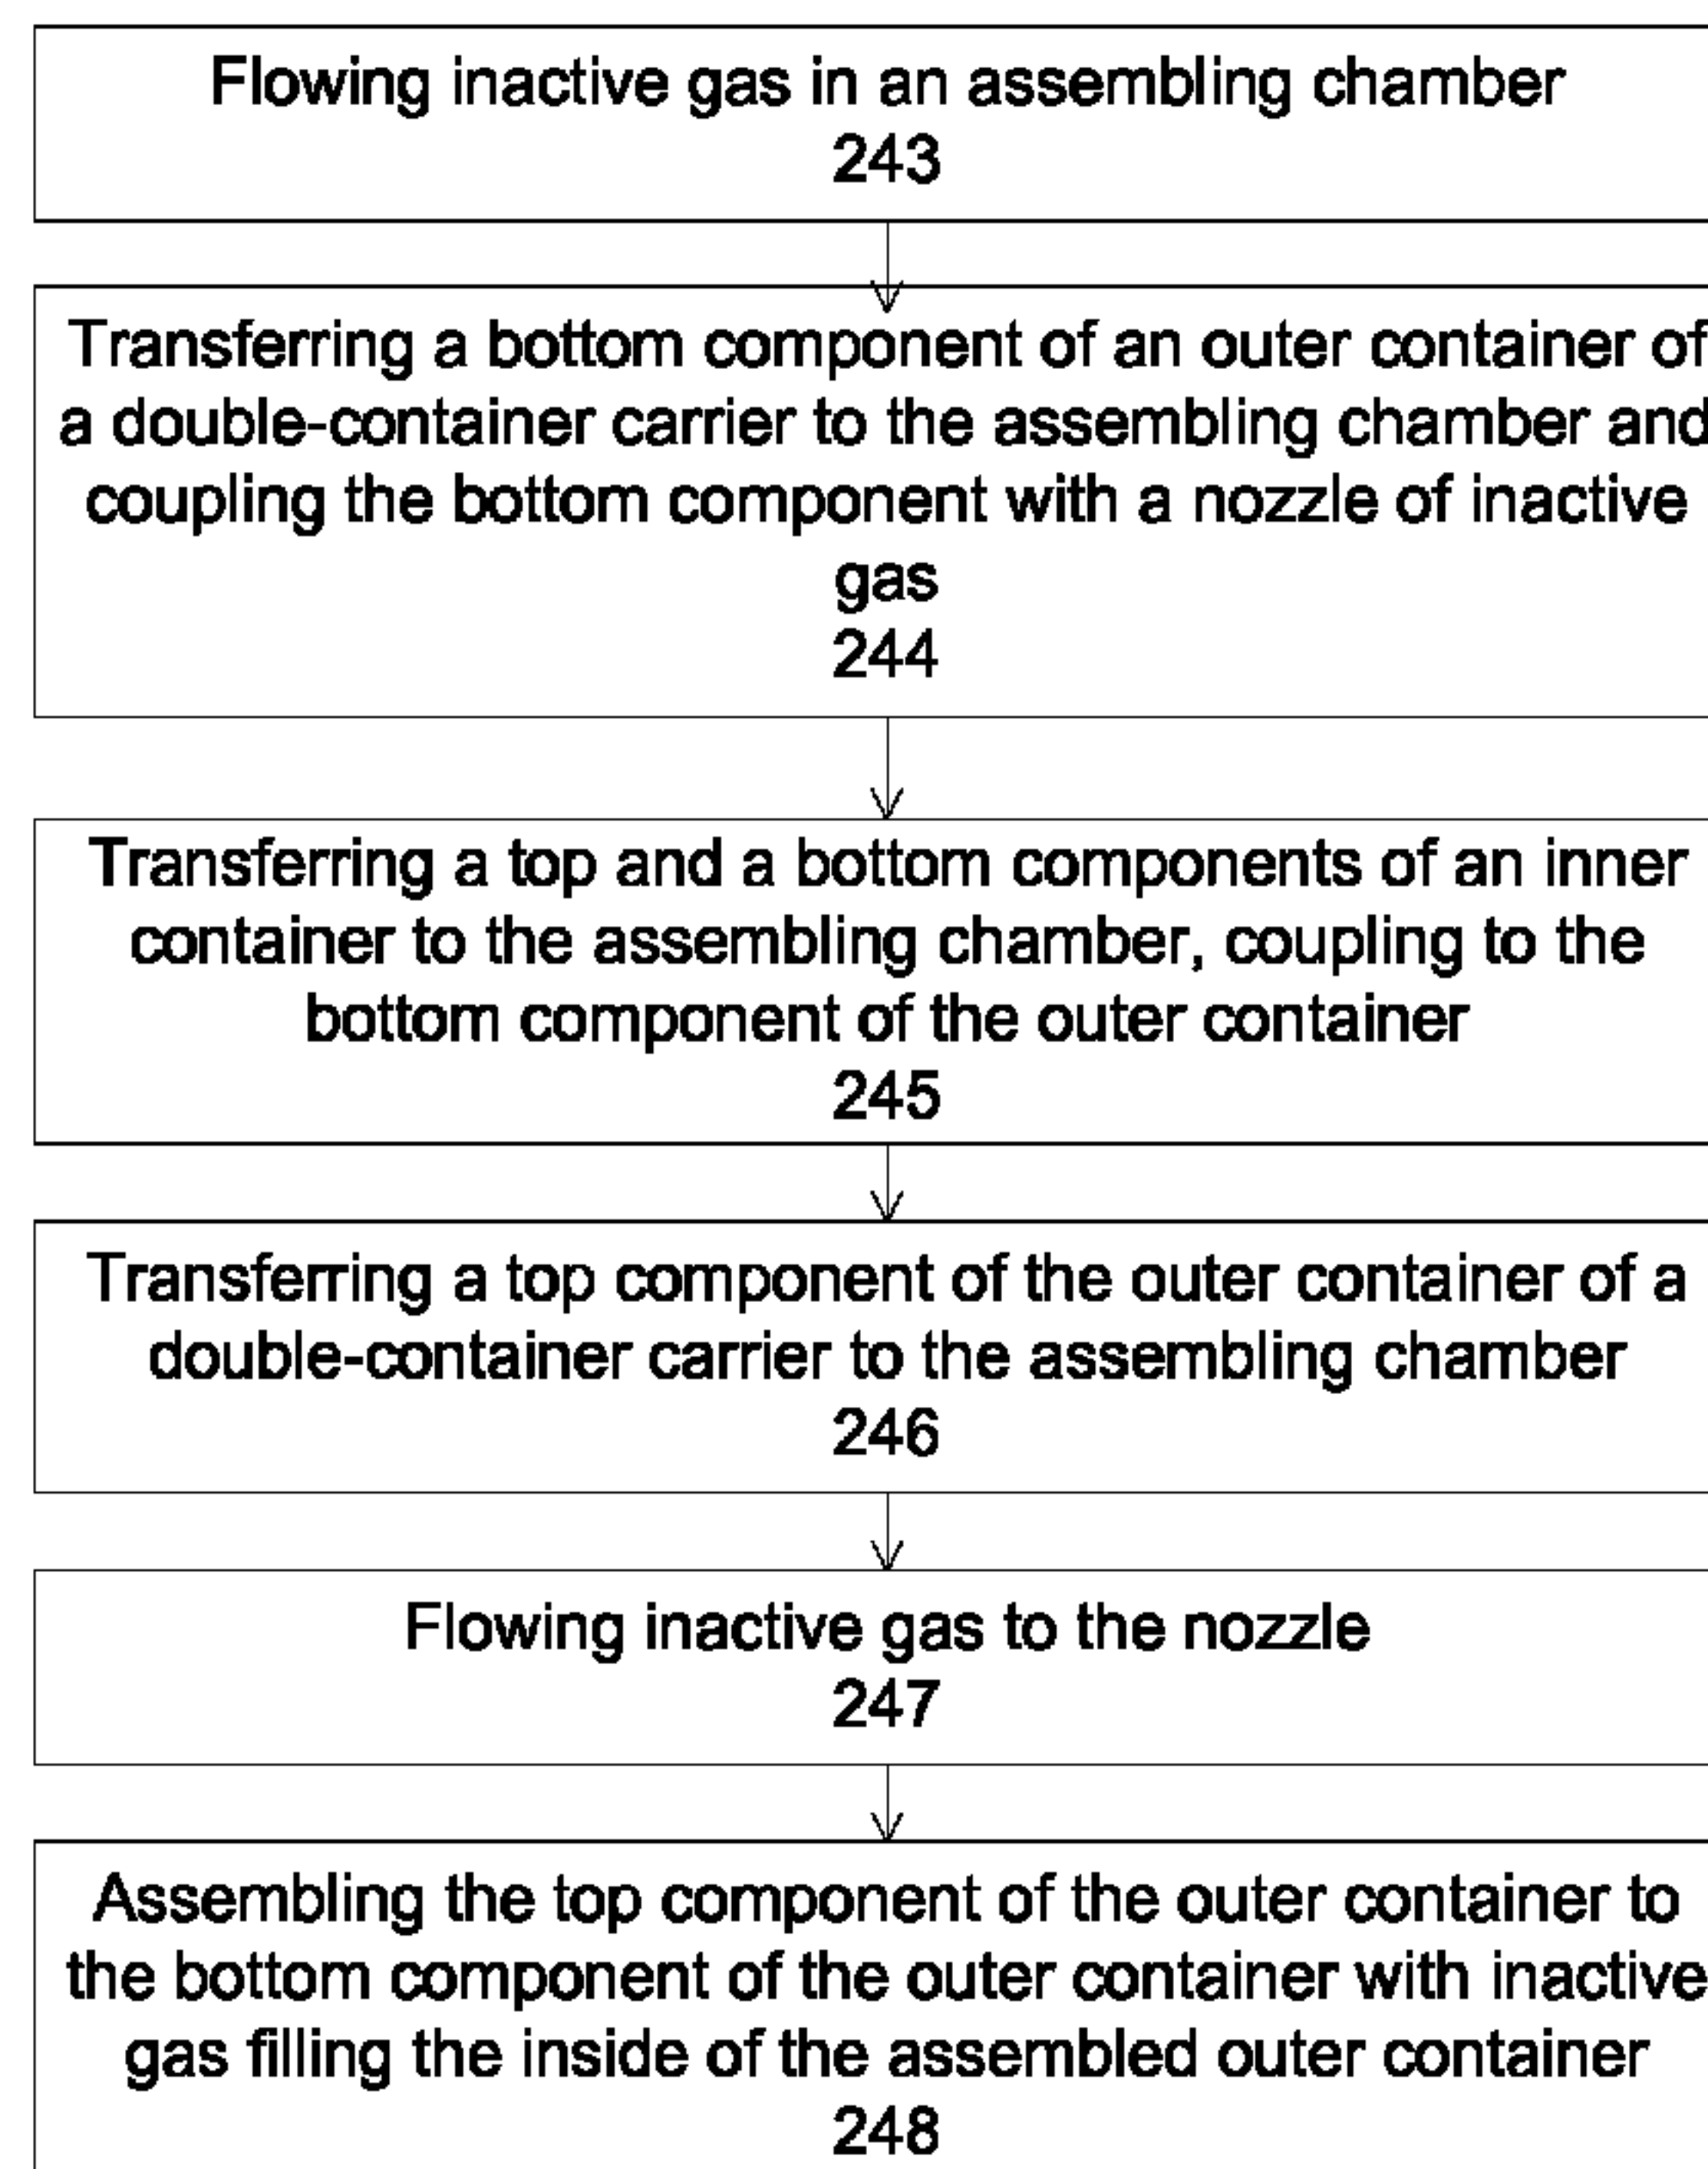 Flowing inactive gas in an assembling chamber
243
Transferring a bottom component of an outer container of
a double-container carrier to the assembling chamber and
coupling the bottom component with a nozzle of inactive
gas
244
Transferring a top and a bottom components of an inner
container to the assembling chamber, coupling to the
bottom component of the outer container
245
Transferring a top component of the outer container of a
double-container carrier to the assembling chamber
246
Flowing inactive gas to the nozzle
247
Assembling the top component of the outer container to
the bottom component of the outer container with inactive
gas filling the inside of the assembled outer container
248